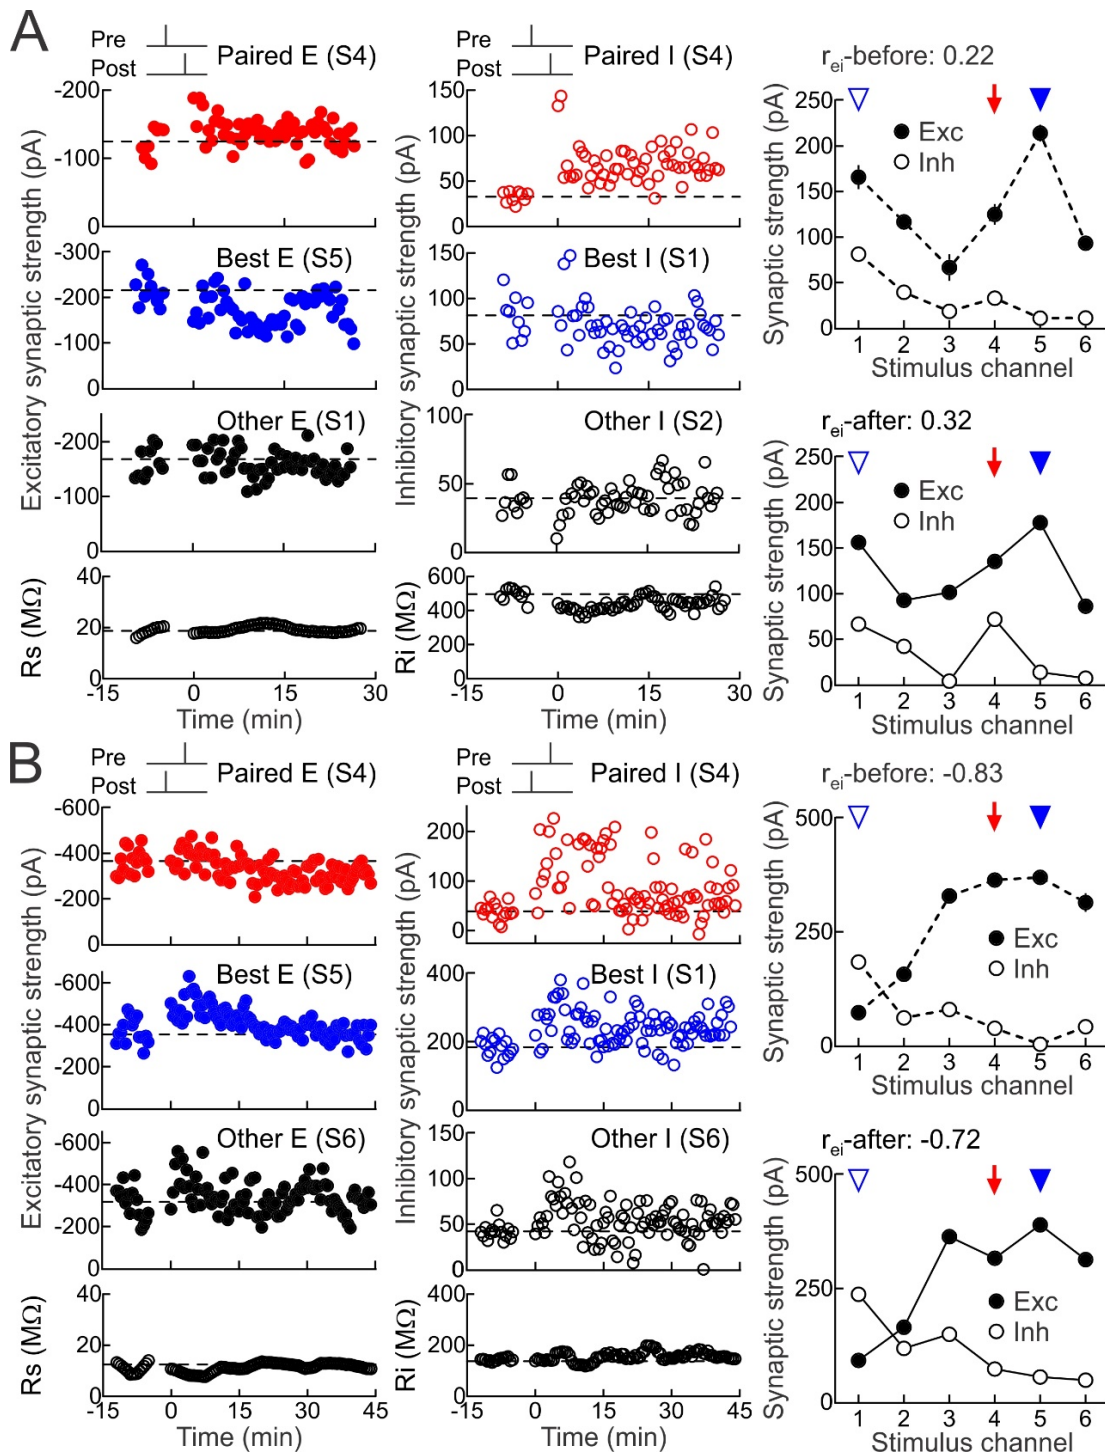 A
Pre
Post
Paired E (S4)
Pre
Post
Paired I (S4)
r ei-before: 0.22
Excitatory synaptic strength (pA)
-200
-100
0
Inhibitory synaptic strength (pA)
150
100
50
0
Synaptic strength (pA)
250
200
150
100
50
0
Exc
Inh
1 2 3 4 5 6
Stimulus channel
Best E (S5)
-300
-200
-100
0
Best I (S1)
150
100
50
0
Other E (S1)
-200
-100
0
Other I (S2)
100
50
0
r ei-after: 0.32
Synaptic strength (pA)
250
200
150
100
50
0
Exc
Inh
1 2 3 4 5 6
Stimulus channel
Rs (MΩ)
40
20
0
-15 0 15 30
Time (min)
Ri (MΩ)
600
400
200
0
-15 0 15 30
Time (min)
B
Pre
Post
Paired E (S4)
Pre
Post
Paired I (S4)
r ei-before: -0.83
Excitatory synaptic strength (pA)
-600
-400
-200
0
Inhibitory synaptic strength (pA)
200
100
0
Synaptic strength (pA)
500
250
0
Exc
Inh
1 2 3 4 5 6
Stimulus channel
Best E (S5)
-600
-400
-200
0
Best I (S1)
400
200
0
Other E (S6)
-600
-400
-200
0
Other I (S6)
150
100
50
0
r ei-after: -0.72
Synaptic strength (pA)
500
250
0
Exc
Inh
1 2 3 4 5 6
Stimulus channel
Rs (MΩ)
40
20
0
-15 0 15 30 45
Time (min)
Ri (MΩ)
400
200
0
-15 0 15 30 45
Time (min)